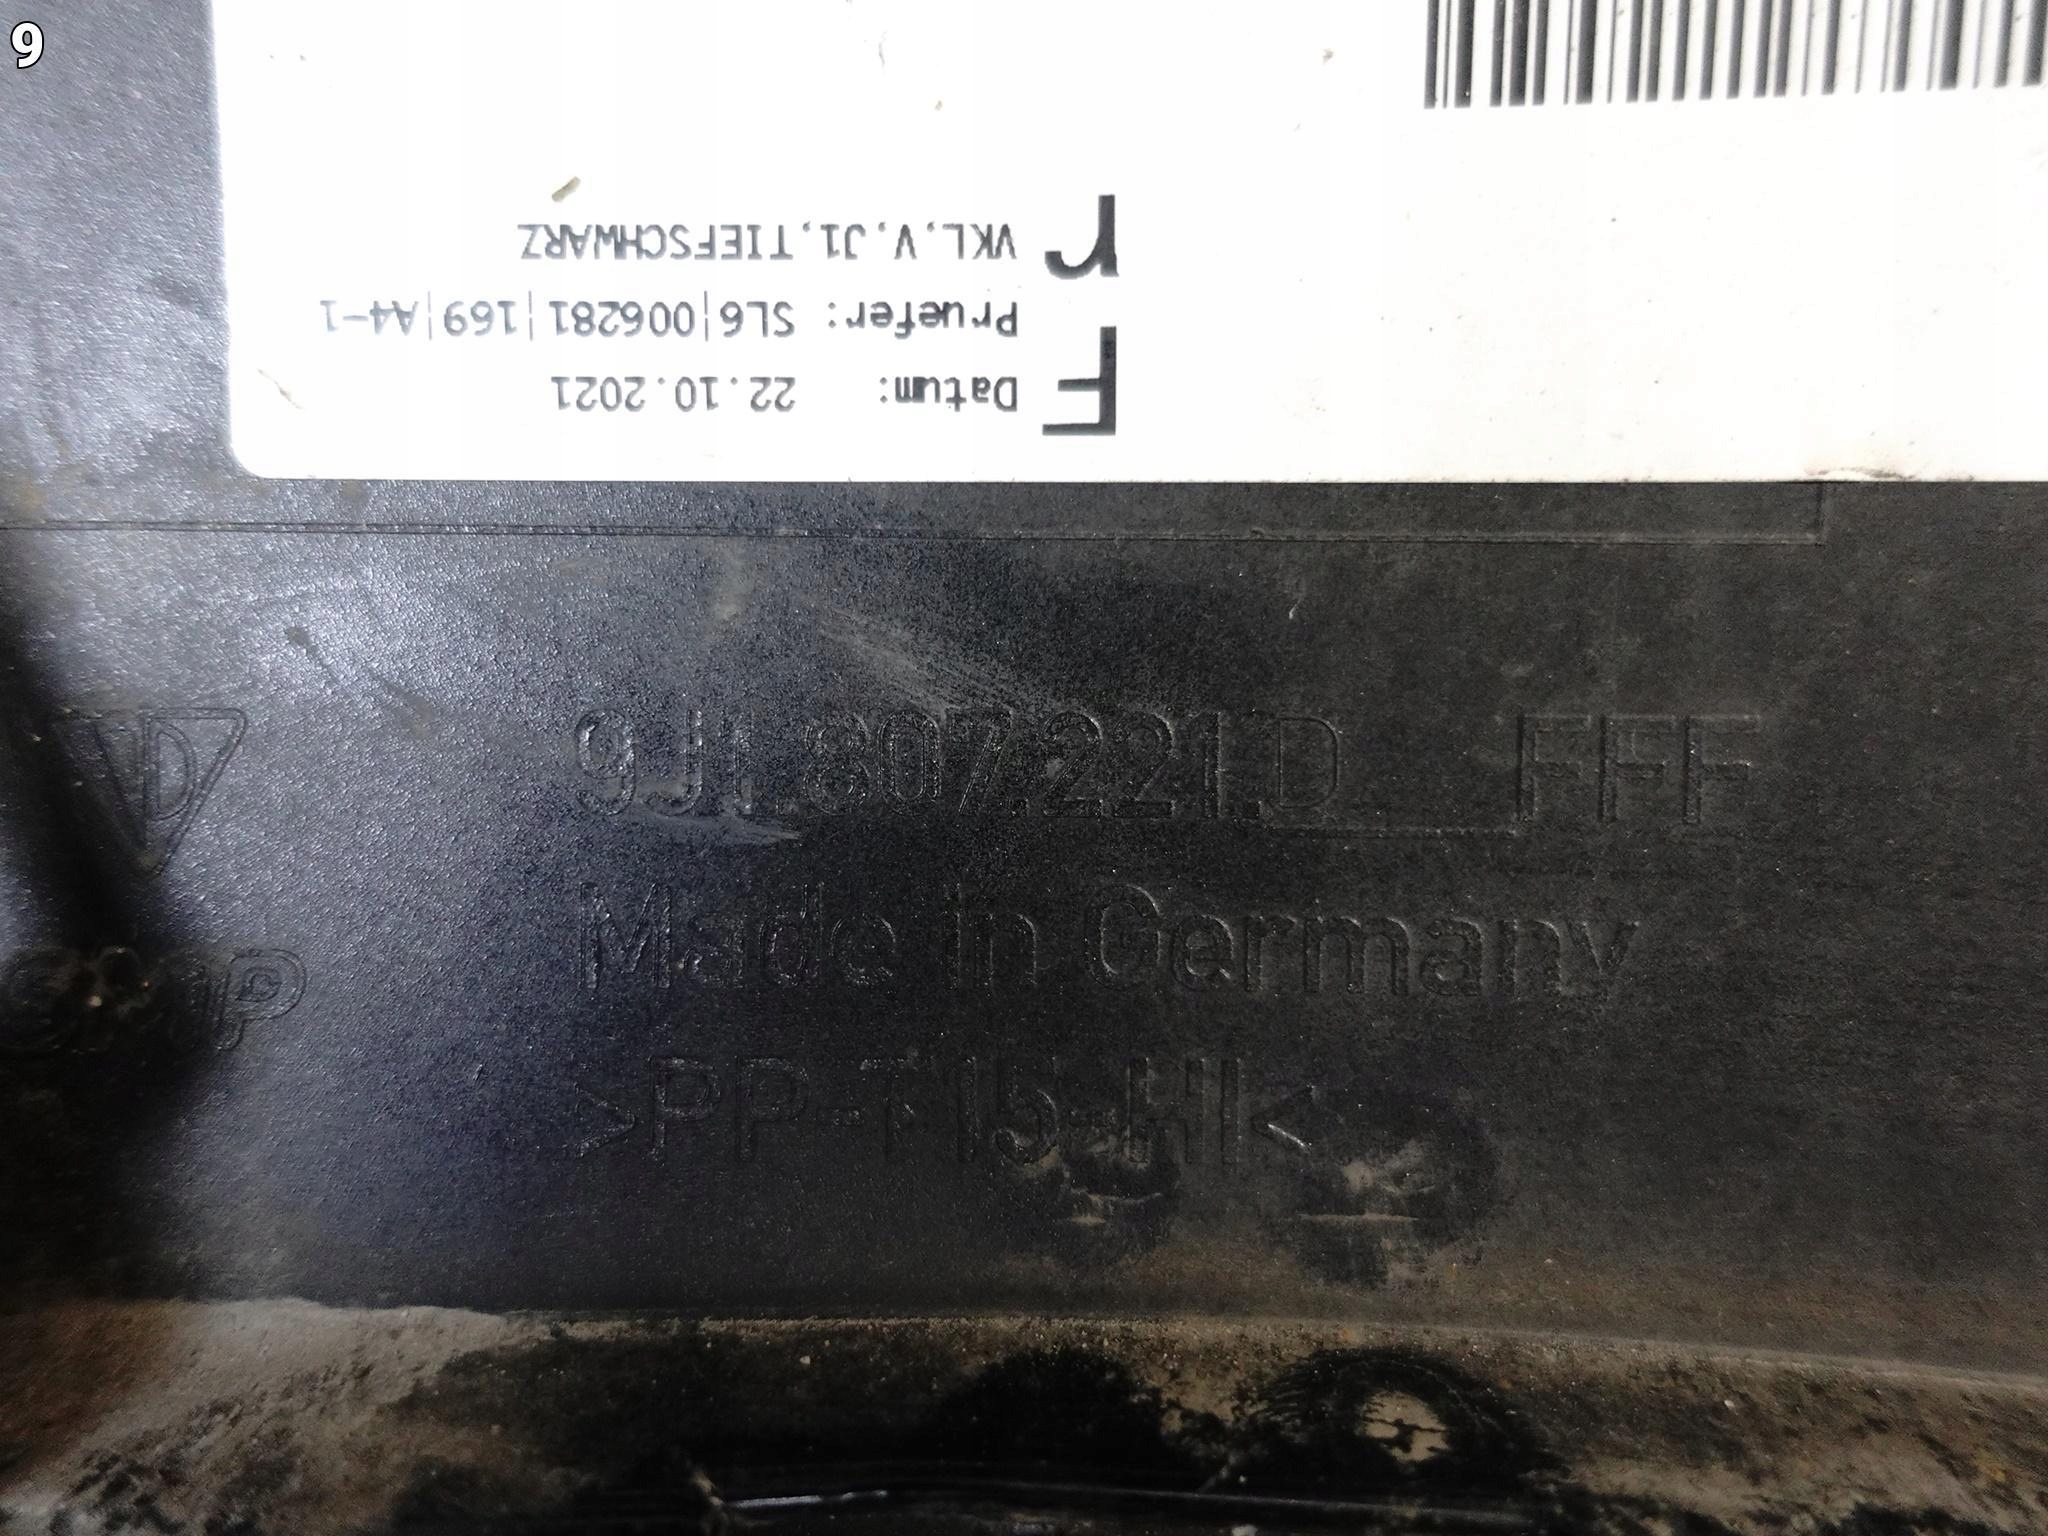 9
Datum: 22.10.2021
Pruefer: SL6|006281|169|A4-1
VKL,V,J1,TIEFSCHWARZ
Fr
9J1.807.221.D FFF
Made in Germany
>PP-T15-HI<